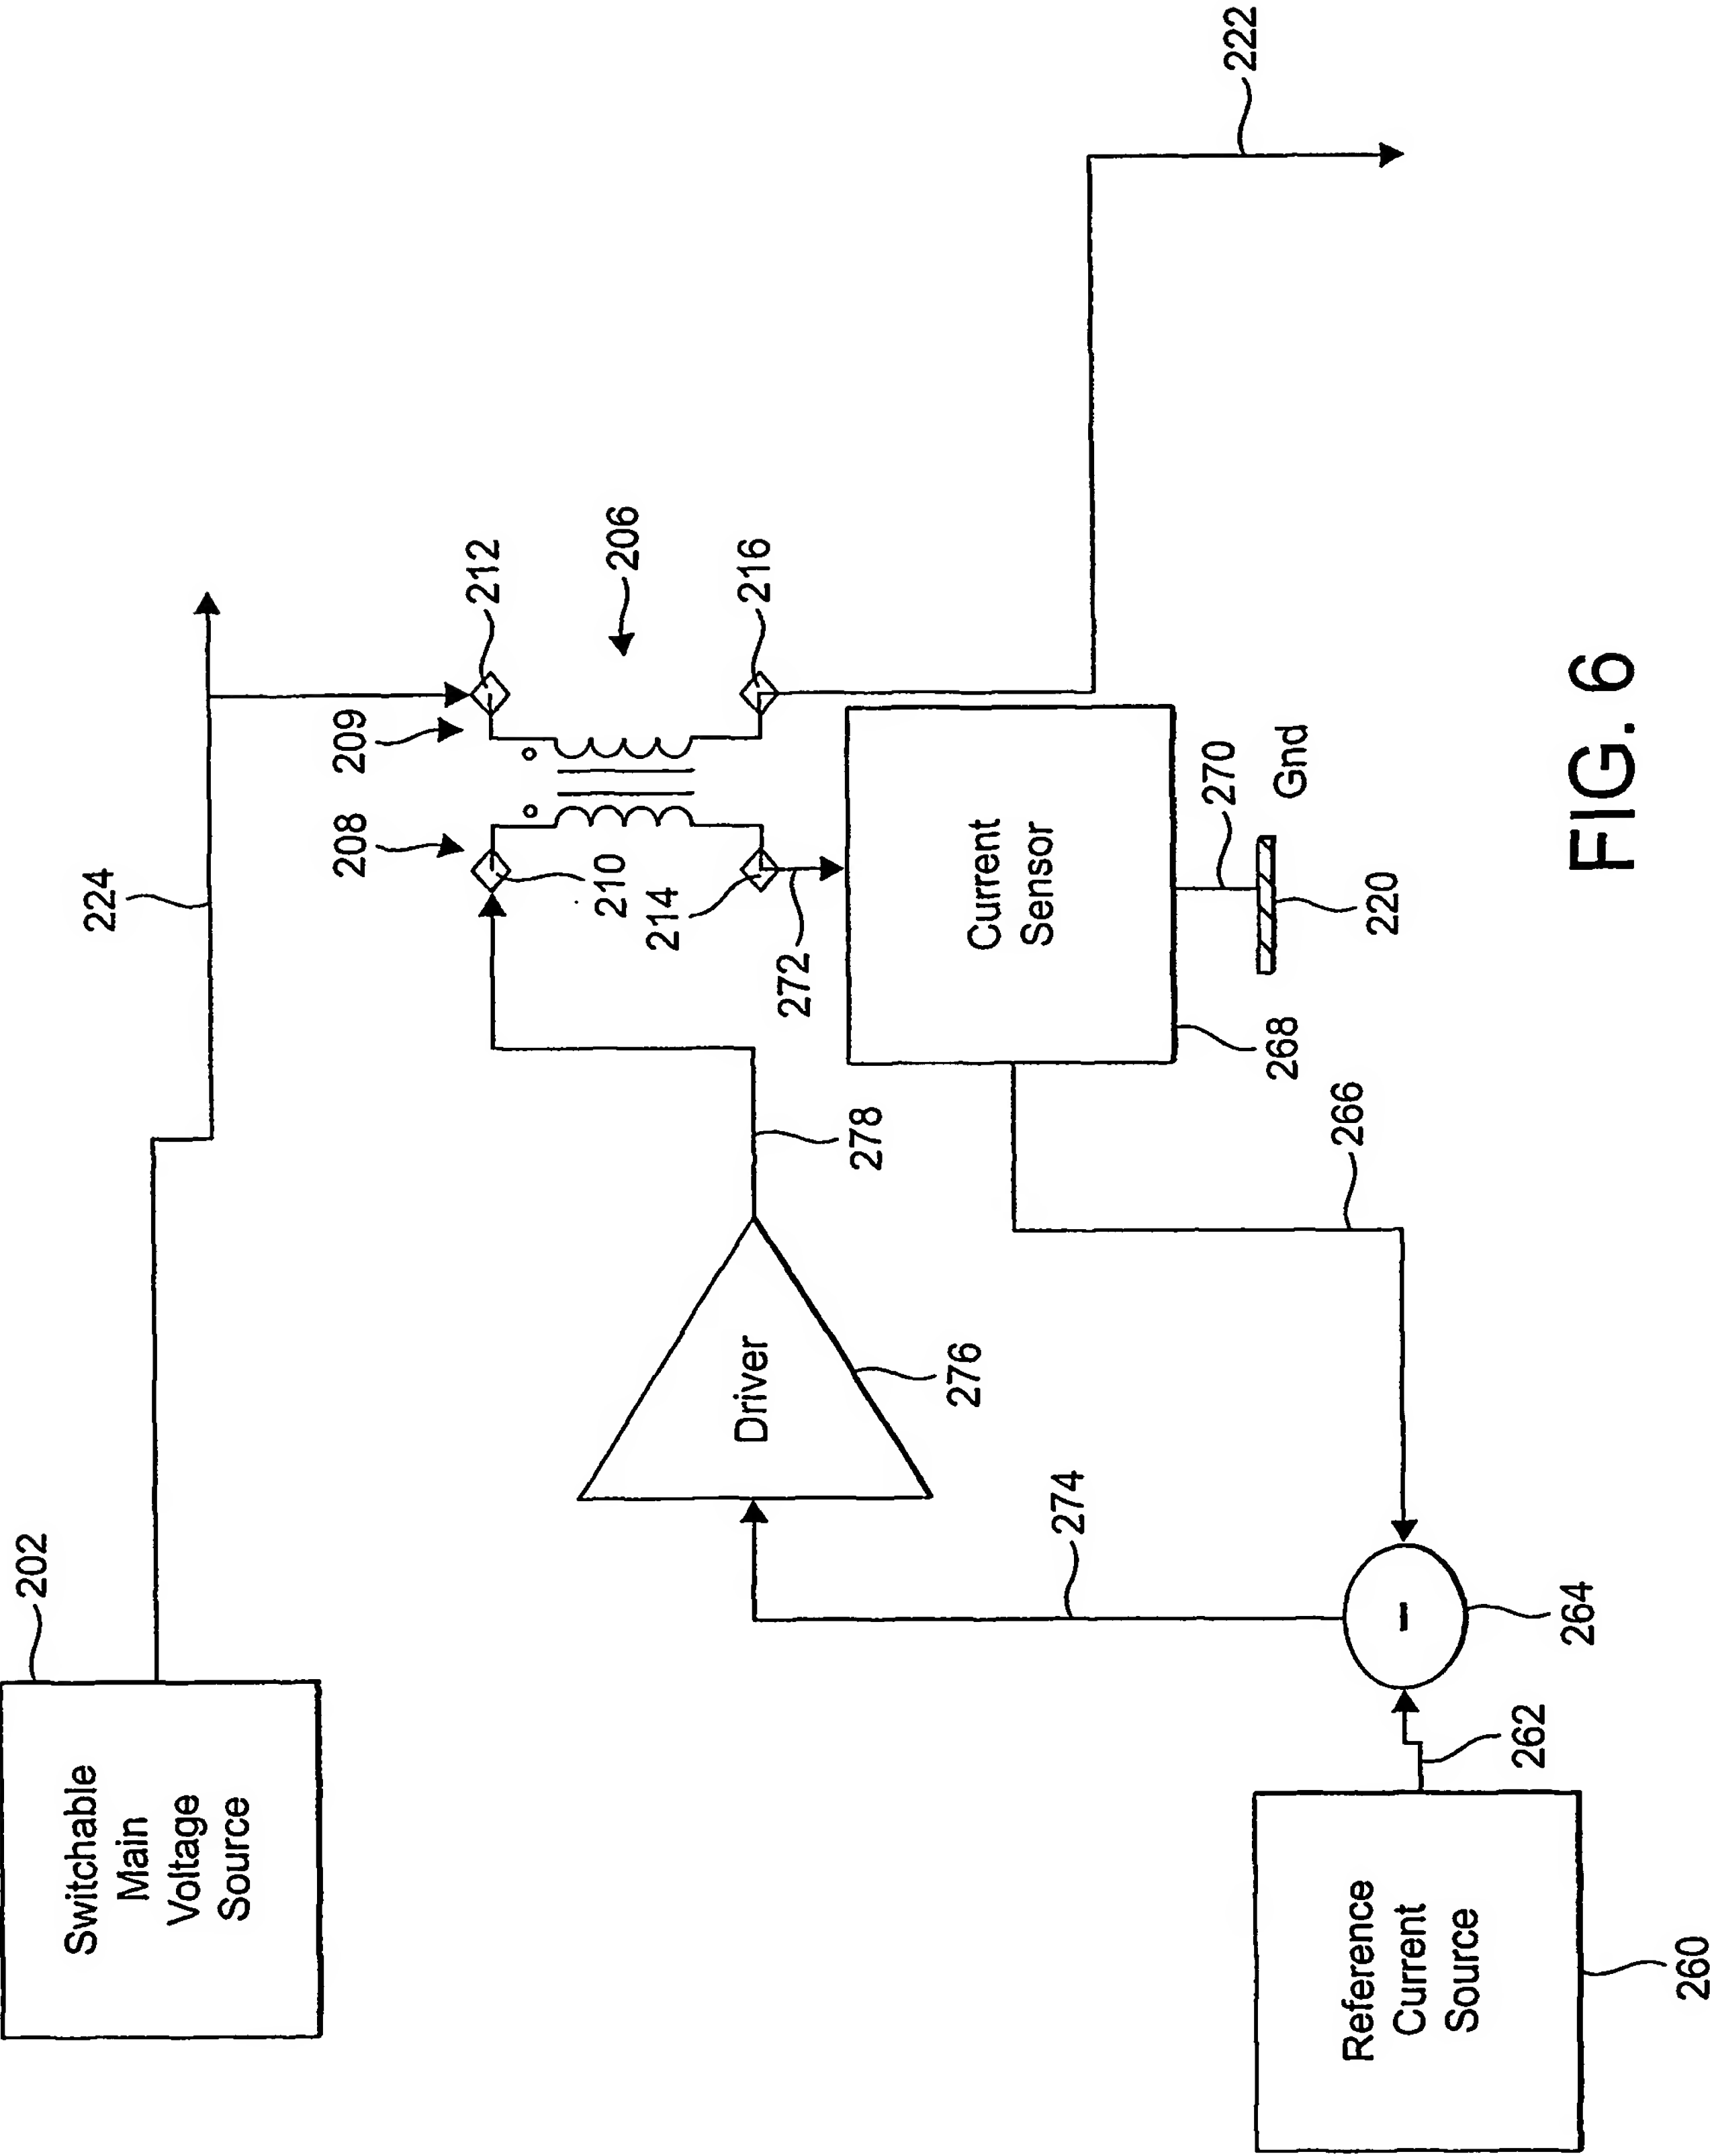 202
Switchable
Main
Voltage
Source
224
208
209
212
210
214
206
216
272
278
Driver
276
Current
Sensor
268
270
Gnd
220
222
274
266
264
262
Reference
Current
Source
260
FIG. 6